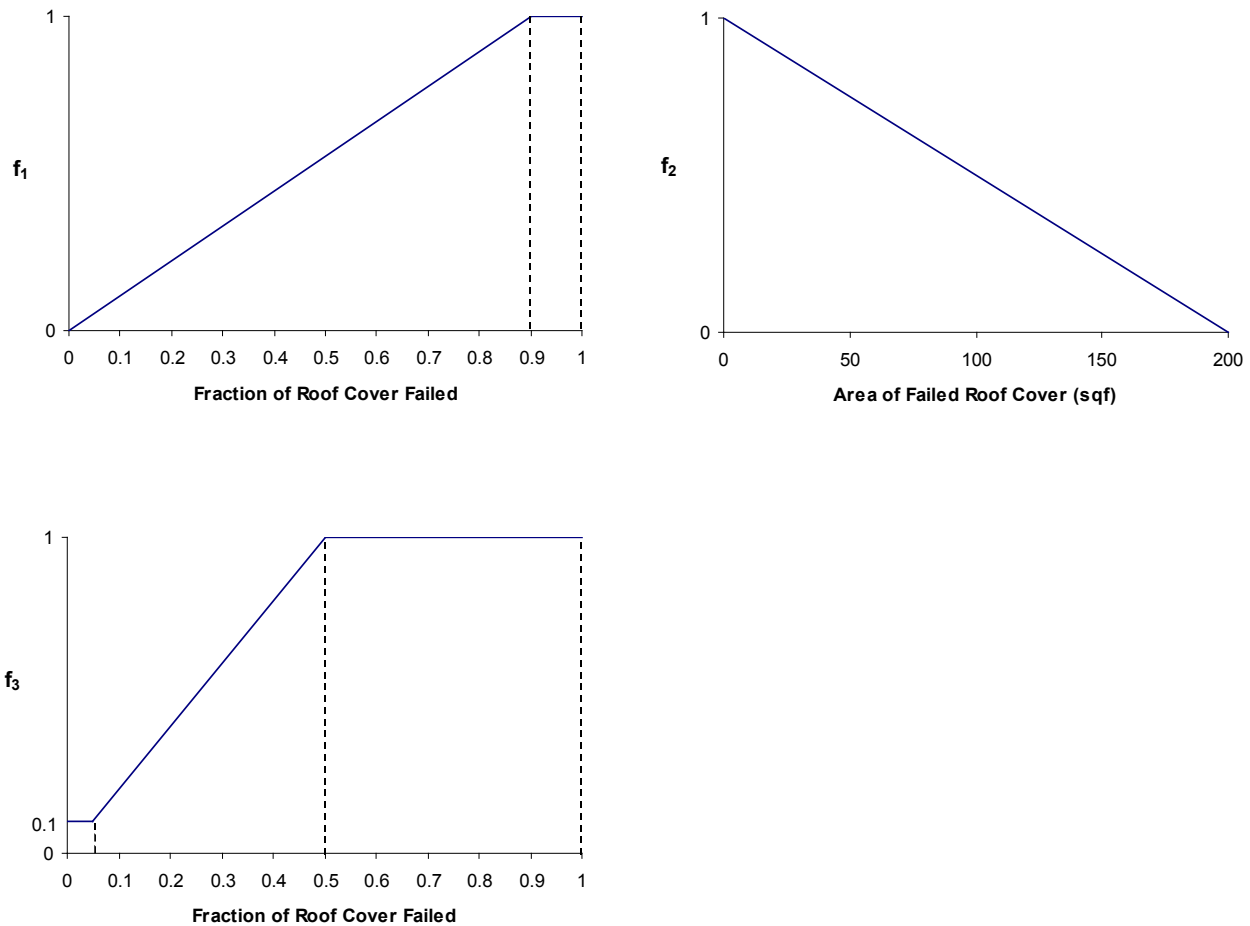 1
f₁
0
0 0.1 0.2 0.3 0.4 0.5 0.6 0.7 0.8 0.9 1
Fraction of Roof Cover Failed
1
f₂
0
0 50 100 150 200
Area of Failed Roof Cover (sqf)
1
f₃
0.1
0
0 0.1 0.2 0.3 0.4 0.5 0.6 0.7 0.8 0.9 1
Fraction of Roof Cover Failed